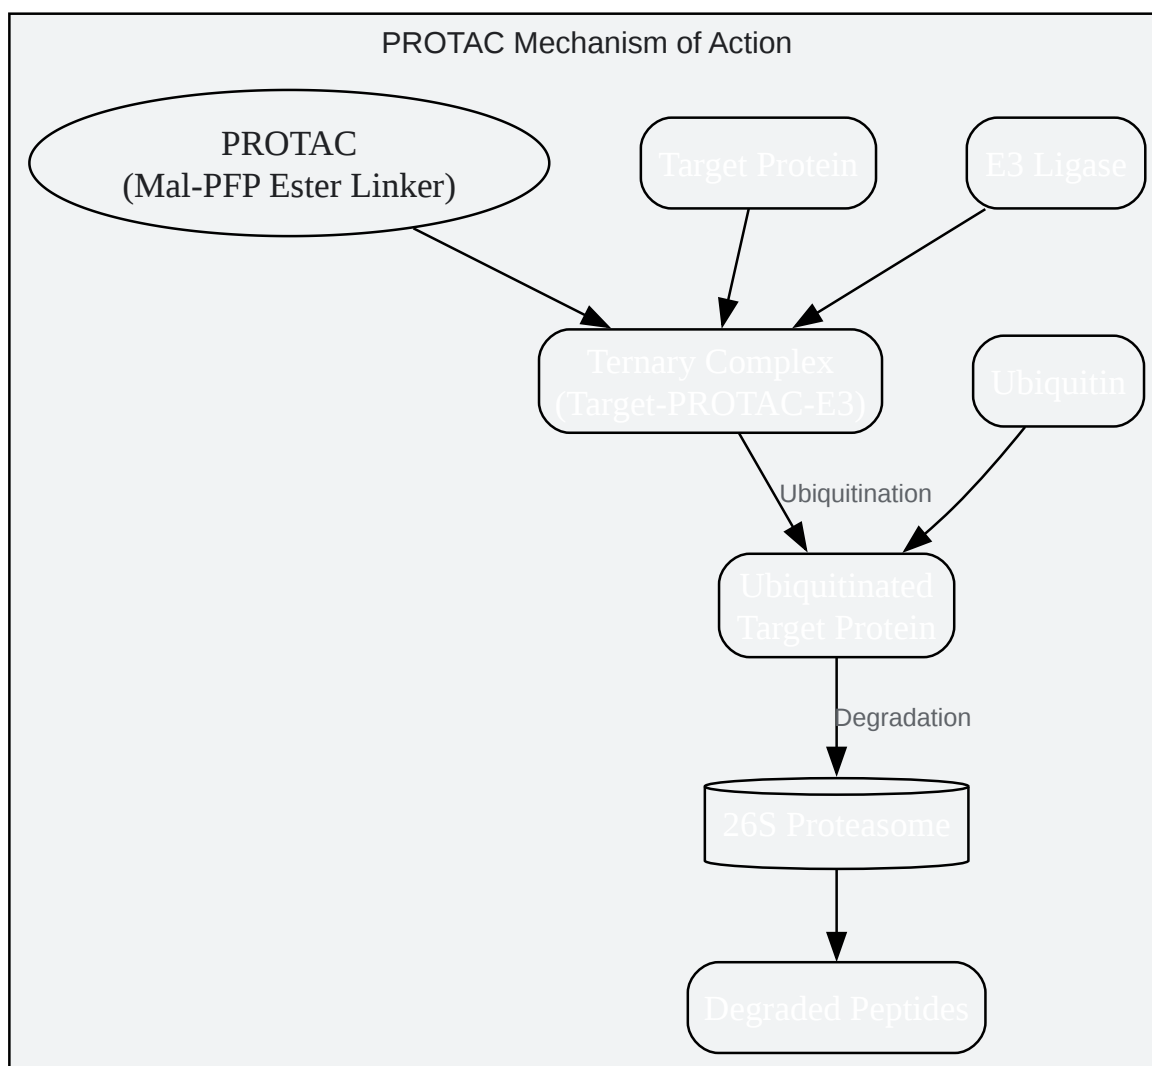 PROTAC Mechanism of Action
PROTAC
(Mal-PFP Ester Linker)
Target Protein
E3 Ligase
Ternary Complex
(Target-PROTAC-E3)
Ubiquitin
Ubiquitination
Ubiquitinated
Target Protein
Degradation
26S Proteasome
Degraded Peptides